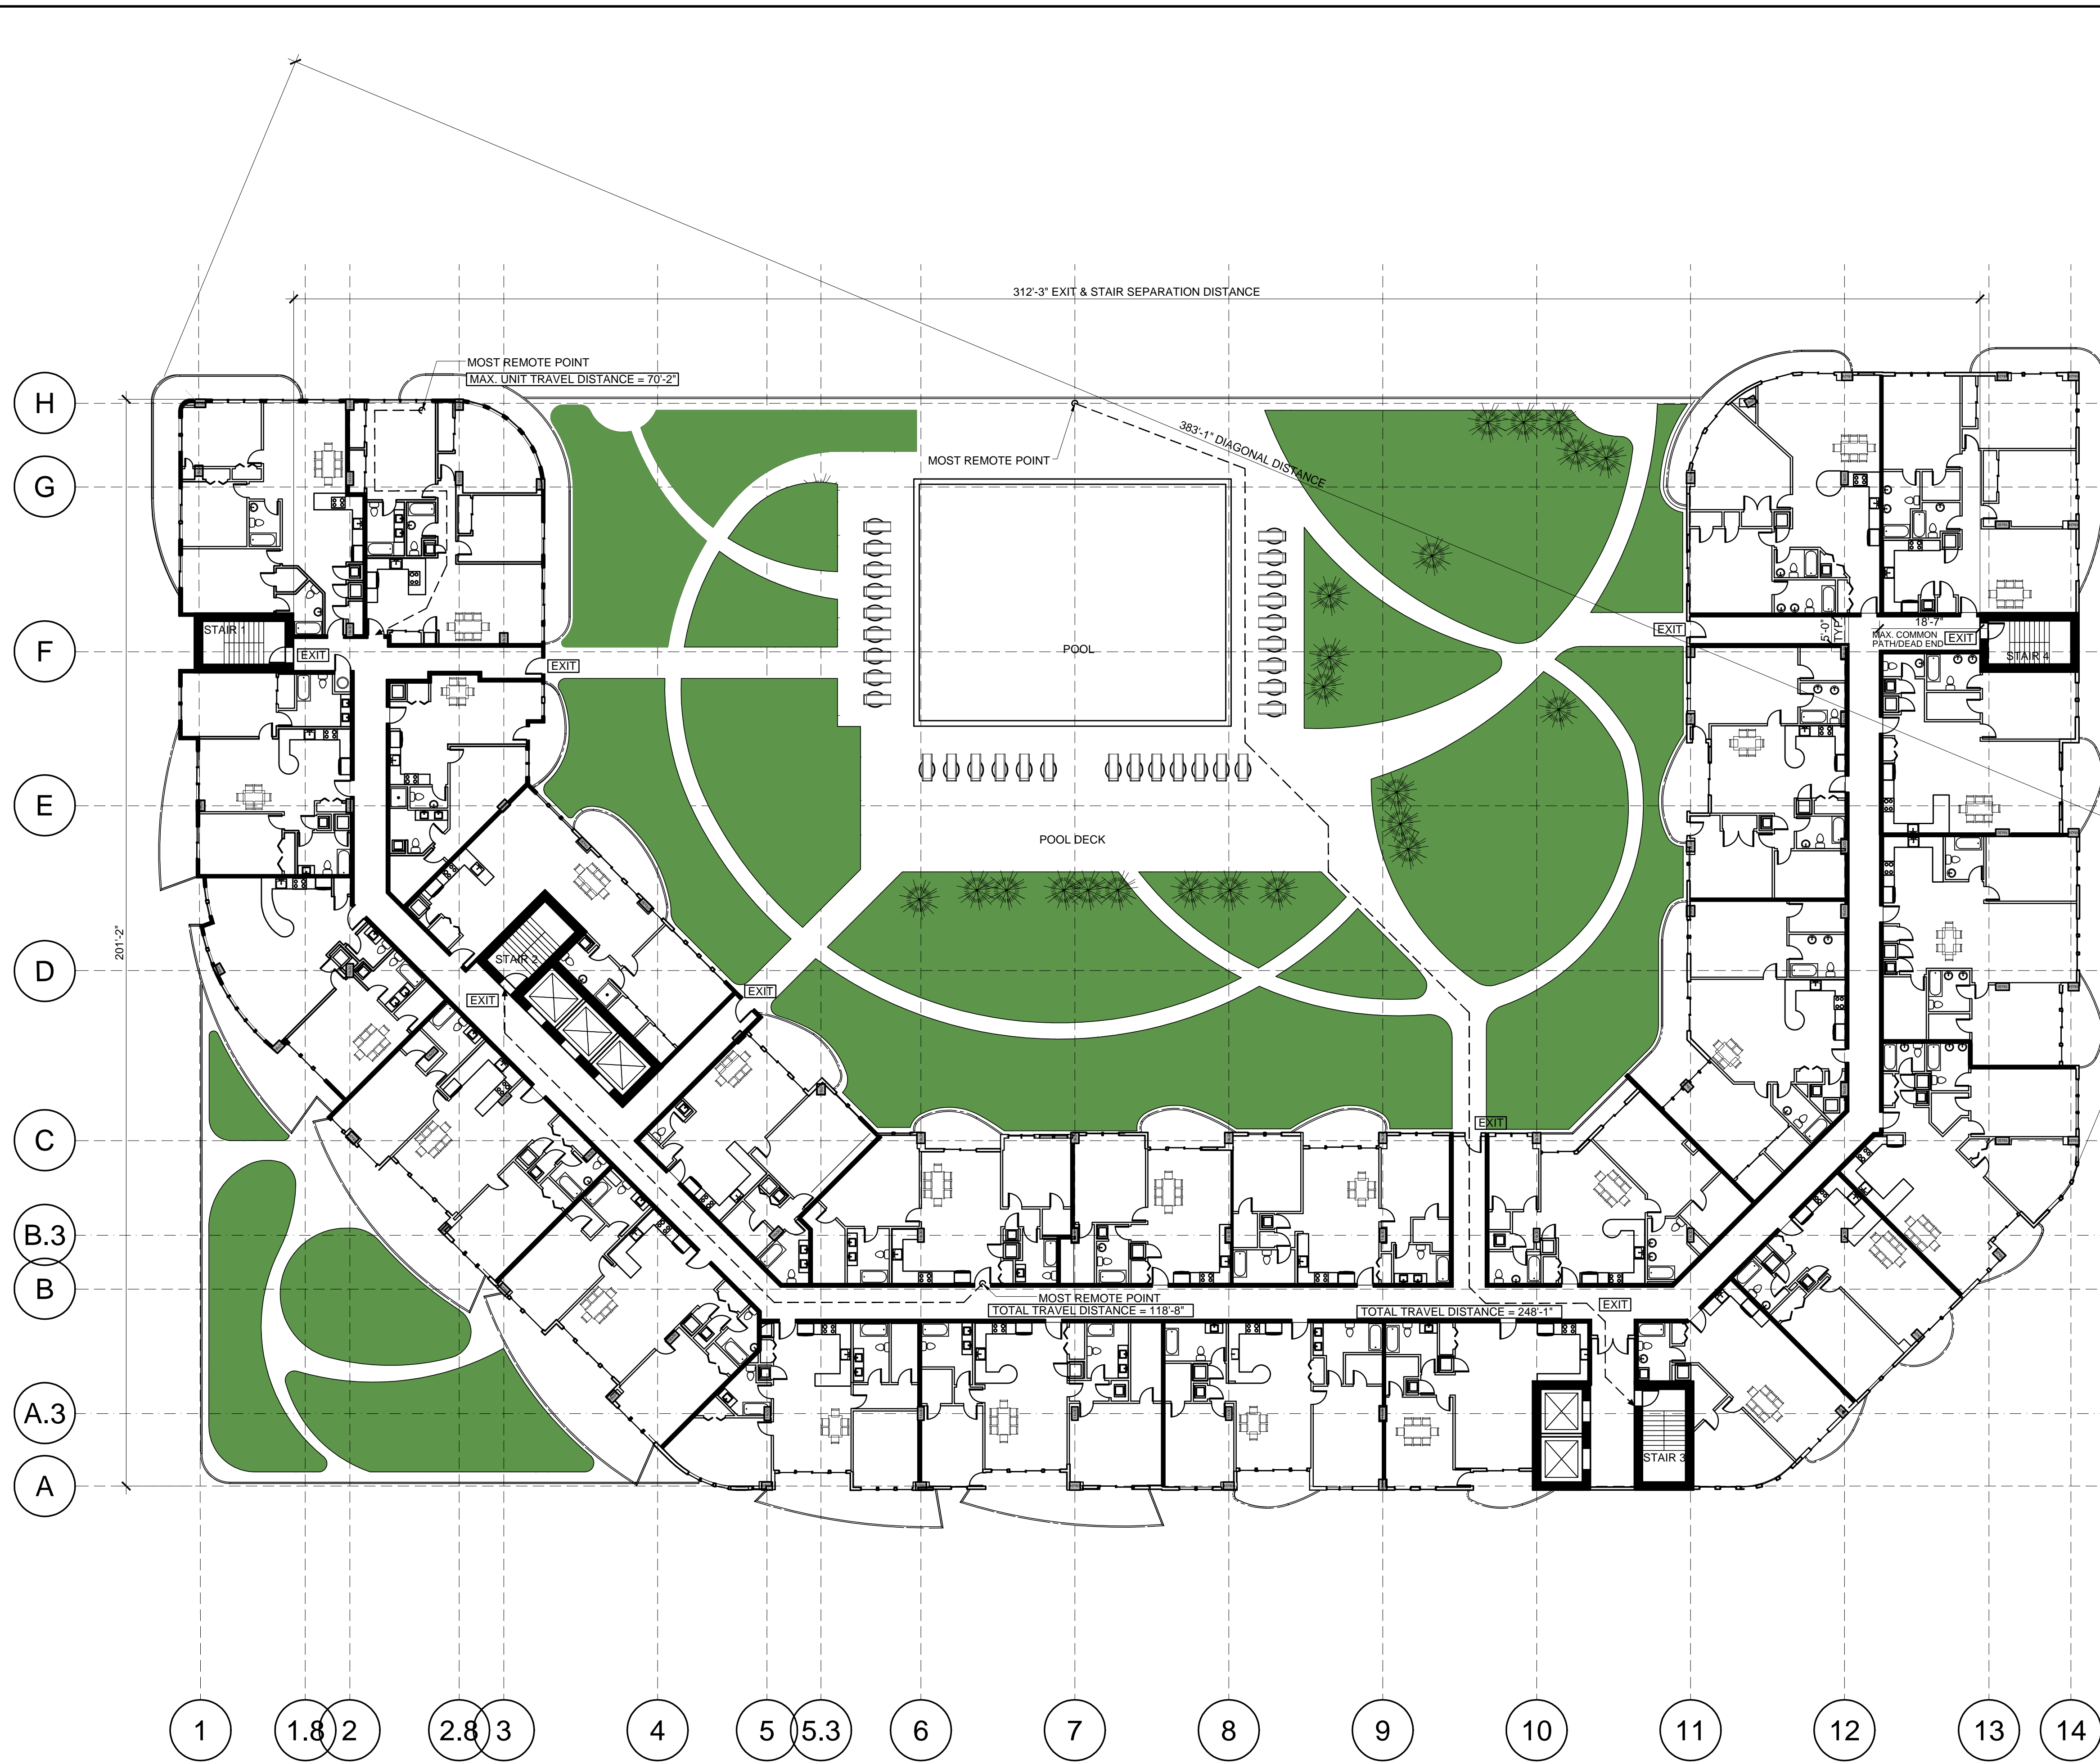 312'-3" EXIT & STAIR SEPARATION DISTANCE
MOST REMOTE POINT
MAX. UNIT TRAVEL DISTANCE = 70'-2"
H
383'-1" DIAGONAL DISTANCE
MOST REMOTE POINT
G
STAIR 1
EXIT
EXIT
F
POOL
EXIT
5'-0"
TYP.
18'-7"
MAX. COMMON
PATH/DEAD END
EXIT
STAIR 4
E
POOL DECK
201'-2"
D
STAIR 2
EXIT
EXIT
C
EXIT
B.3
B
MOST REMOTE POINT
TOTAL TRAVEL DISTANCE = 118'-8"
TOTAL TRAVEL DISTANCE = 248'-1"
EXIT
A.3
STAIR 3
A
1
1.8
2
2.8
3
4
5
5.3
6
7
8
9
10
11
12
13
14